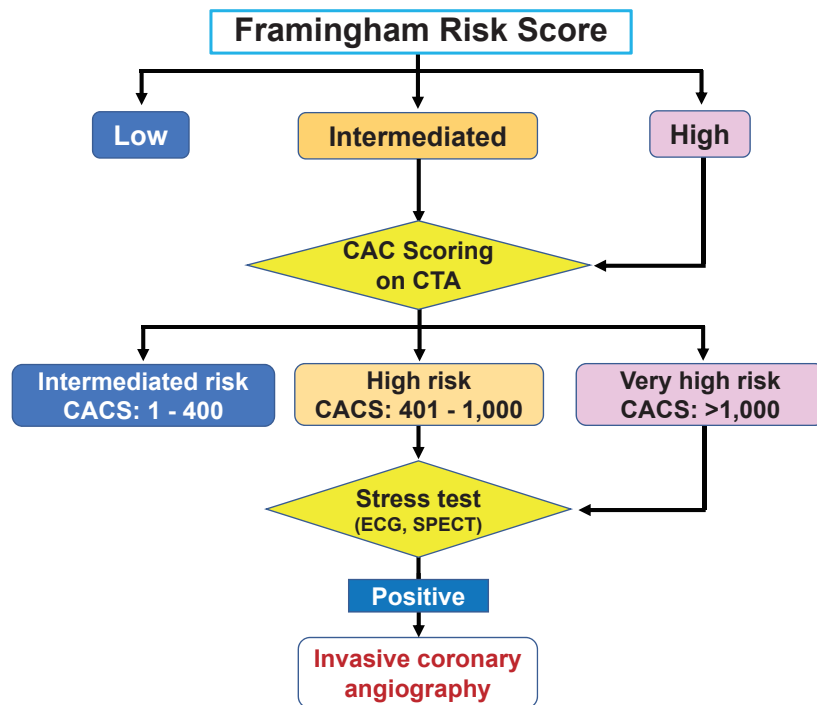 Framingham Risk Score
Low
Intermediated
High
CAC Scoring
on CTA
Intermediated risk
CACS: 1 - 400
High risk
CACS: 401 - 1,000
Very high risk
CACS: >1,000
Stress test
(ECG, SPECT)
Positive
Invasive coronary
angiography